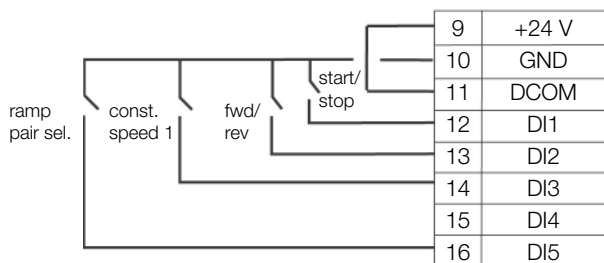 9 +24 V
10 GND
11 DCOM
12 DI1
13 DI2
14 DI3
15 DI4
16 DI5
start/
stop
fwd/
rev
const.
speed 1
ramp
pair sel.